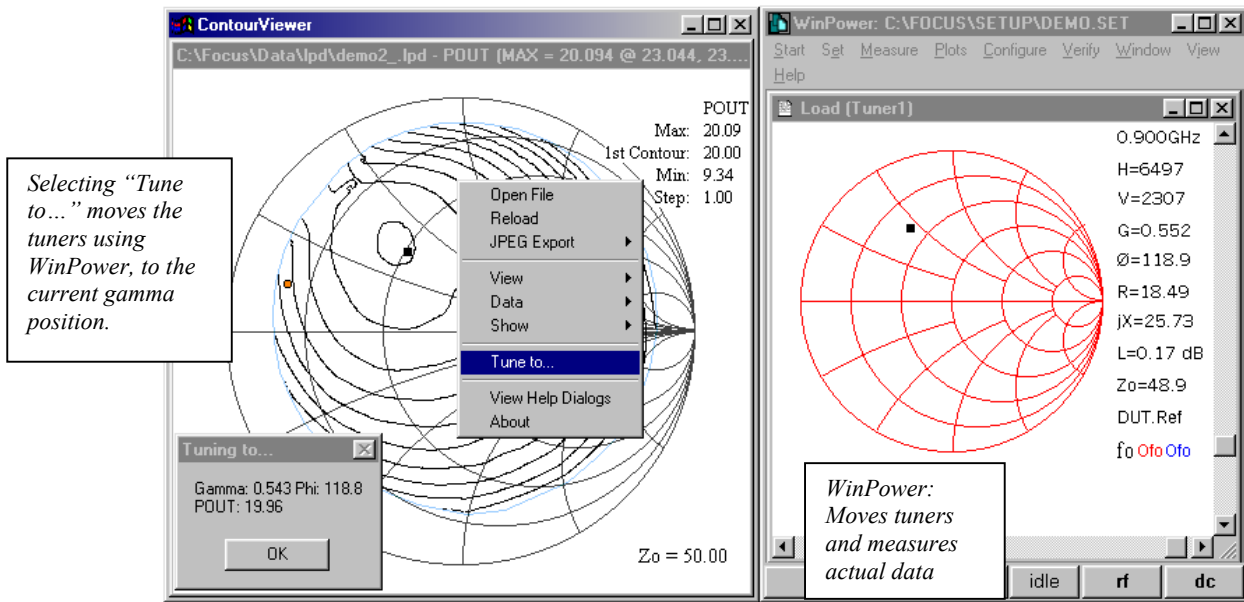 Selecting “Tune
to…” moves the
tuners using
WinPower, to the
current gamma
position.
ContourViewer
C:\Focus\Data\lpd\demo2_.lpd - POUT (MAX = 20.094 @ 23.044, 23....
POUT
Max: 20.09
1st Contour: 20.00
Min: 9.34
Step: 1.00
Open File
Reload
JPEG Export
View
Data
Show
Tune to...
View Help Dialogs
About
Tuning to...
Gamma: 0.543 Phi: 118.8
POUT: 19.96
OK
Zo = 50.00
WinPower: C:\FOCUS\SETUP\DEMO.SET
Start Set Measure Plots Configure Verify Window View
Help
Load (Tuner1)
0.900GHz
H=6497
V=2307
G=0.552
Ø=118.9
R=18.49
jX=25.73
L=0.17 dB
Zo=48.9
DUT.Ref
fo Ofo Ofo
WinPower:
Moves tuners
and measures
actual data
idle rf dc